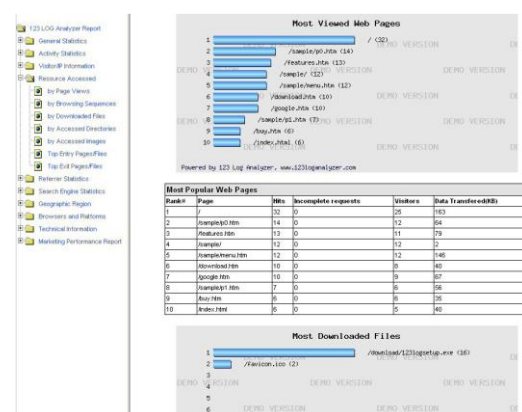 123 LOG Analyzer Report
General Statistics
Activity Statistics
Visitor/IP Information
Resource Accessed
by Page Views
by Browsing Sequences
by Downloaded Files
by Accessed Directories
by Accessed Images
Top Entry Pages/Files
Top Exit Pages/Files
Referrer Statistics
Search Engine Statistics
Geographic Region
Browsers and Platforms
Technical Information
Marketing Performance Report
Most Viewed Web Pages
1 / (32)
2 /sample/p0.htm (14)
3 /features.htm (13)
4 /sample/ (12)
5 /sample/menu.htm (12)
6 /download.htm (10)
7 /google.htm (10)
8 /sample/p1.htm (7)
9 /buy.htm (6)
10 /index.html (6)
DEMO VERSION
Powered by 123 Log Analyzer, www.123loganalyzer.com
Most Popular Web Pages
Rank# Page Hits Incomplete requests Visitors Data Transfered(KB)
1 / 32 0 25 163
2 /sample/p0.htm 14 0 12 84
3 /features.htm 13 0 11 79
4 /sample/ 12 0 12 2
5 /sample/menu.htm 12 0 12 146
6 /download.htm 10 0 8 40
7 /google.htm 10 0 9 67
8 /sample/p1.htm 7 0 6 56
9 /buy.htm 6 0 6 35
10 /index.html 6 0 5 40
Most Downloaded Files
1 /download/123logsetup.exe (16)
2 /Favicon.ico (2)
3
4
5
6
DEMO VERSION